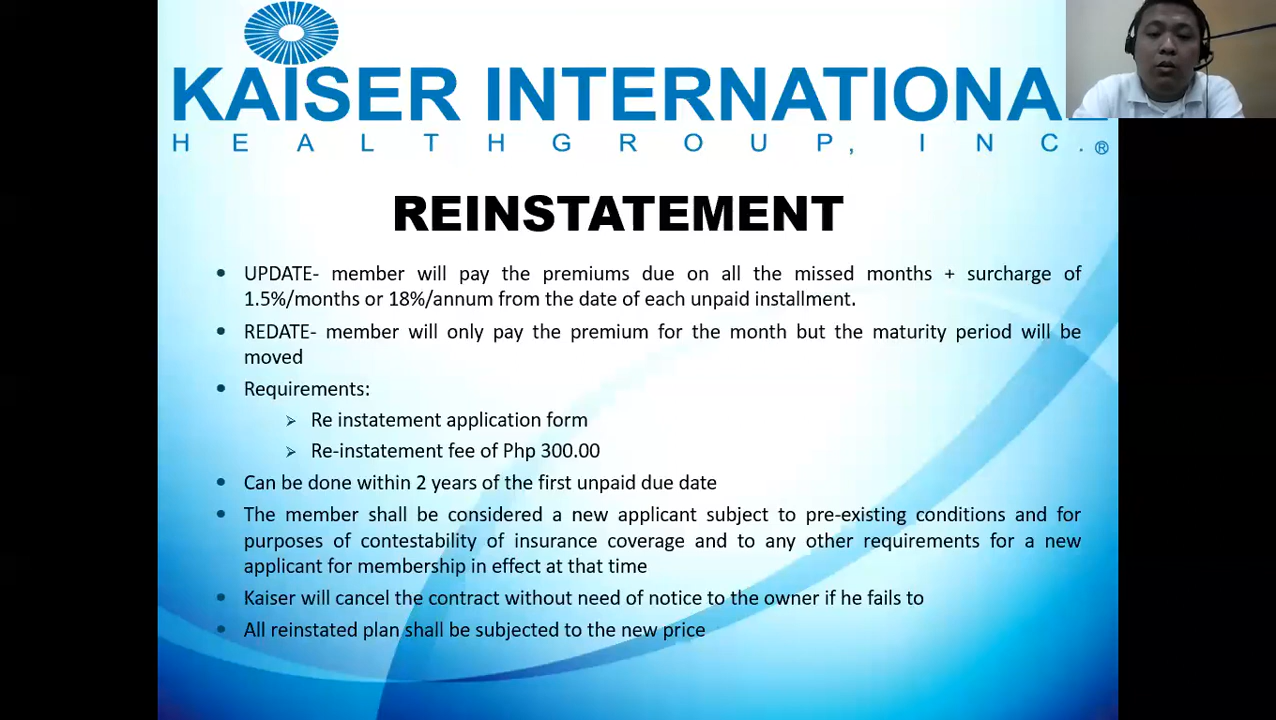 KAISER INTERNATIONA
HEALTHGROUP, INC.®
REINSTATEMENT
• UPDATE- member will pay the premiums due on all the missed months + surcharge of
1.5%/months or 18%/annum from the date of each unpaid installment.
• REDATE- member will only pay the premium for the month but the maturity period will be
moved
• Requirements:
➢ Re instatement application form
➢ Re-instatement fee of Php 300.00
• Can be done within 2 years of the first unpaid due date
• The member shall be considered a new applicant subject to pre-existing conditions and for
purposes of contestability of insurance coverage and to any other requirements for a new
applicant for membership in effect at that time
• Kaiser will cancel the contract without need of notice to the owner if he fails to
• All reinstated plan shall be subjected to the new price